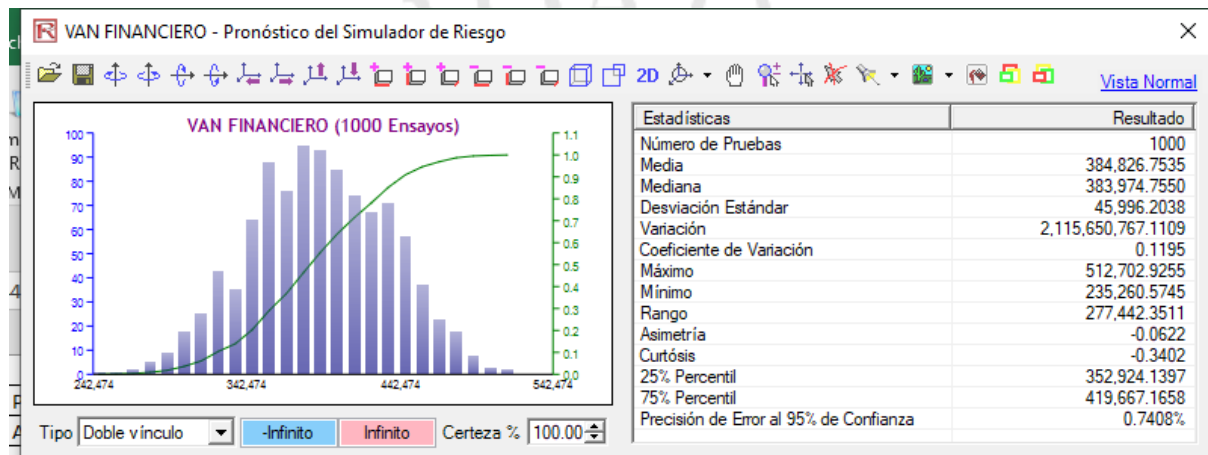 VAN FINANCIERO - Pronóstico del Simulador de Riesgo
2D
Vista Normal
VAN FINANCIERO (1000 Ensayos)
100
90
80
70
60
50
40
30
20
10
0
1.1
1.0
0.9
0.8
0.7
0.6
0.5
0.4
0.3
0.2
0.1
0.0
242,474 342,474 442,474 542,474
Tipo Doble vínculo -Infinito Infinito Certeza % 100.00
Estadísticas Resultado
Número de Pruebas 1000
Media 384,826.7535
Mediana 383,974.7550
Desviación Estándar 45,996.2038
Variación 2,115,650,767.1109
Coeficiente de Variación 0.1195
Máximo 512,702.9255
Mínimo 235,260.5745
Rango 277,442.3511
Asimetría -0.0622
Curtósis -0.3402
25% Percentil 352,924.1397
75% Percentil 419,667.1658
Precisión de Error al 95% de Confianza 0.7408%